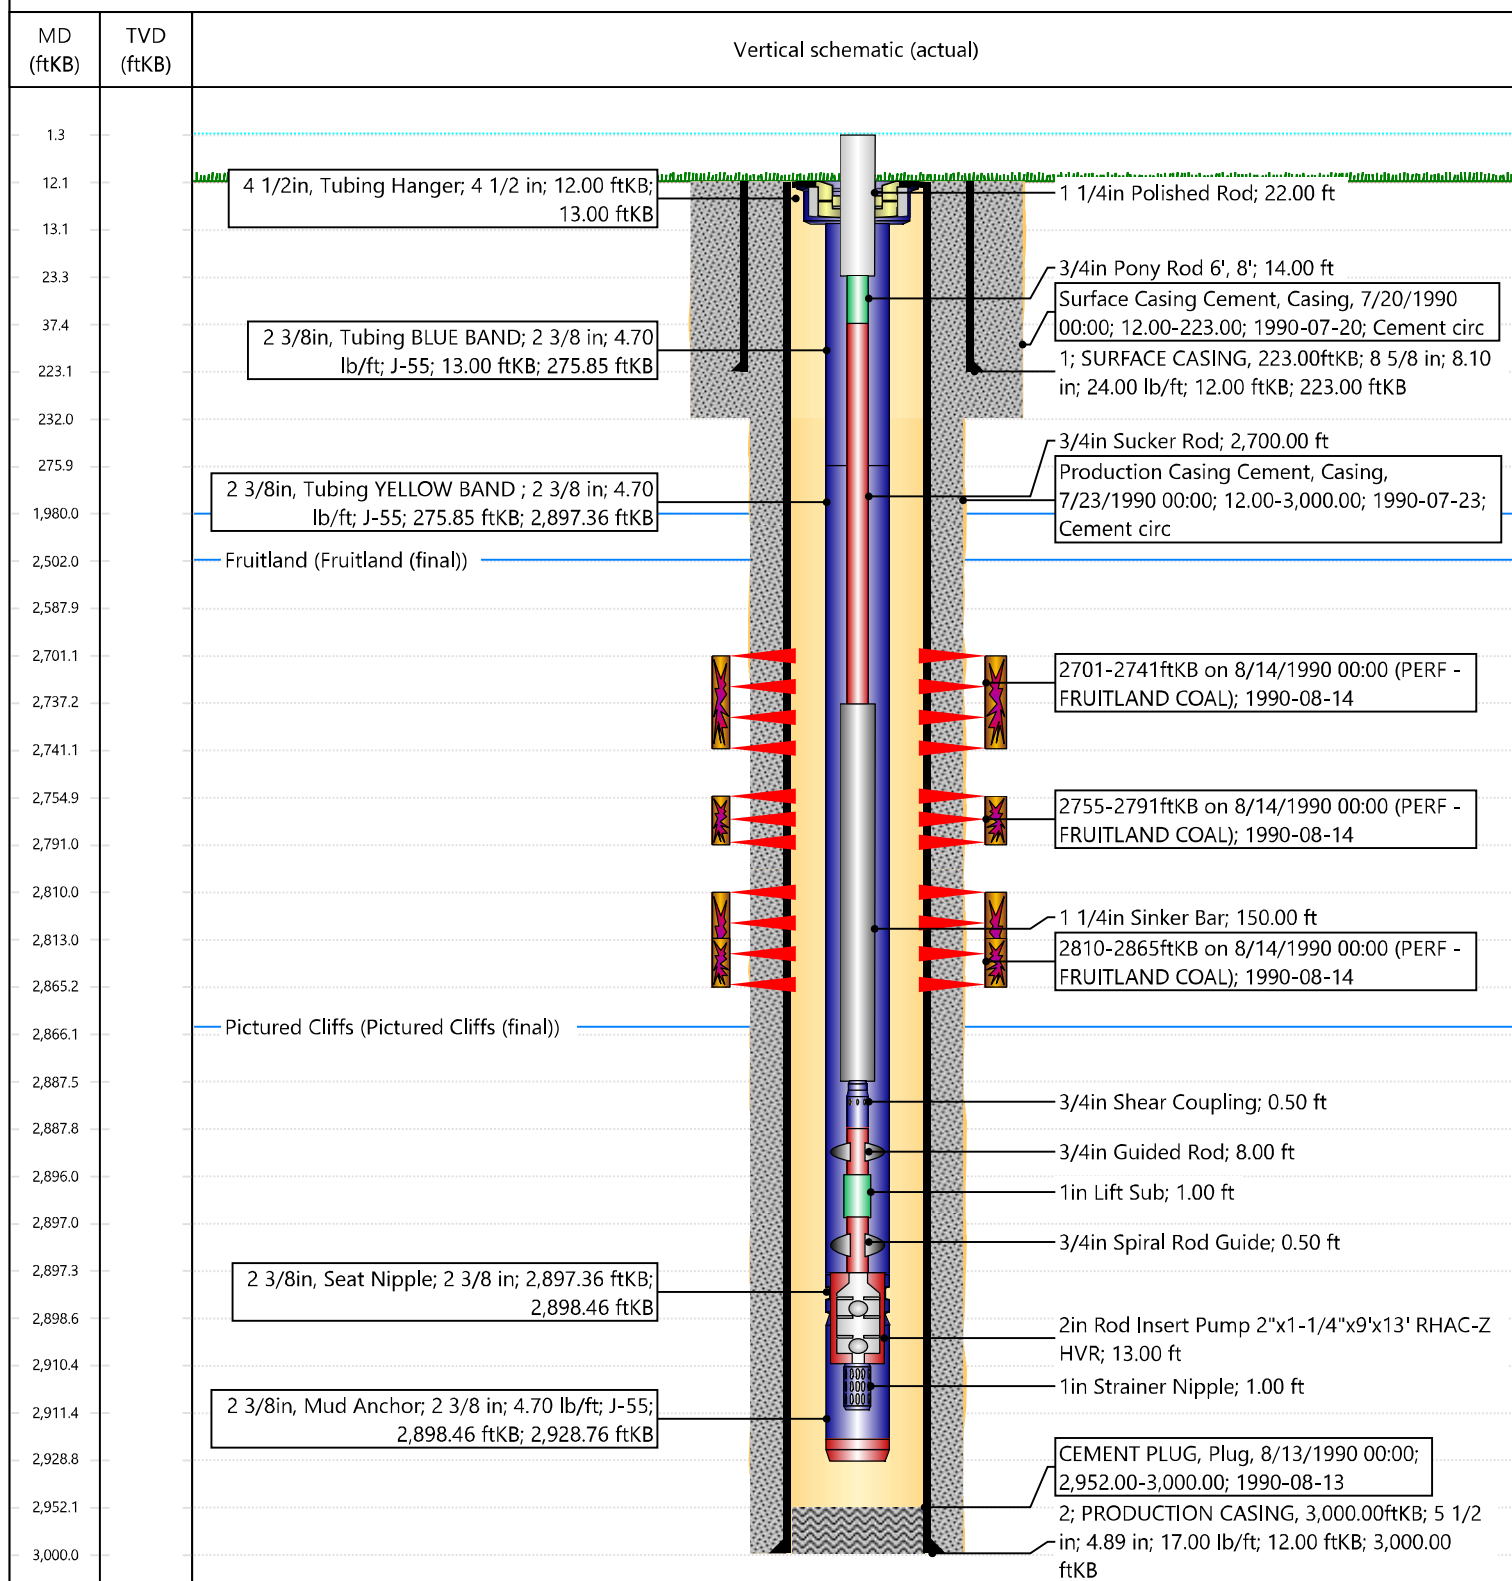 MD
(ftKB)
TVD
(ftKB)
Vertical schematic (actual)
1.3
12.1
13.1
23.3
37.4
223.1
232.0
275.9
1,980.0
2,502.0
2,587.9
2,701.1
2,737.2
2,741.1
2,754.9
2,791.0
2,810.0
2,813.0
2,865.2
2,866.1
2,887.5
2,887.8
2,896.0
2,897.0
2,897.3
2,898.6
2,910.4
2,911.4
2,928.8
2,952.1
3,000.0
4 1/2in, Tubing Hanger; 4 1/2 in; 12.00 ftKB;
13.00 ftKB
2 3/8in, Tubing BLUE BAND; 2 3/8 in; 4.70
lb/ft; J-55; 13.00 ftKB; 275.85 ftKB
2 3/8in, Tubing YELLOW BAND ; 2 3/8 in; 4.70
lb/ft; J-55; 275.85 ftKB; 2,897.36 ftKB
Fruitland (Fruitland (final))
Pictured Cliffs (Pictured Cliffs (final))
2 3/8in, Seat Nipple; 2 3/8 in; 2,897.36 ftKB;
2,898.46 ftKB
2 3/8in, Mud Anchor; 2 3/8 in; 4.70 lb/ft; J-55;
2,898.46 ftKB; 2,928.76 ftKB
1 1/4in Polished Rod; 22.00 ft
3/4in Pony Rod 6', 8'; 14.00 ft
Surface Casing Cement, Casing, 7/20/1990
00:00; 12.00-223.00; 1990-07-20; Cement circ
1; SURFACE CASING, 223.00ftKB; 8 5/8 in; 8.10
in; 24.00 lb/ft; 12.00 ftKB; 223.00 ftKB
3/4in Sucker Rod; 2,700.00 ft
Production Casing Cement, Casing,
7/23/1990 00:00; 12.00-3,000.00; 1990-07-23;
Cement circ
2701-2741ftKB on 8/14/1990 00:00 (PERF -
FRUITLAND COAL); 1990-08-14
2755-2791ftKB on 8/14/1990 00:00 (PERF -
FRUITLAND COAL); 1990-08-14
1 1/4in Sinker Bar; 150.00 ft
2810-2865ftKB on 8/14/1990 00:00 (PERF -
FRUITLAND COAL); 1990-08-14
3/4in Shear Coupling; 0.50 ft
3/4in Guided Rod; 8.00 ft
1in Lift Sub; 1.00 ft
3/4in Spiral Rod Guide; 0.50 ft
2in Rod Insert Pump 2"x1-1/4"x9'x13' RHAC-Z
HVR; 13.00 ft
1in Strainer Nipple; 1.00 ft
CEMENT PLUG, Plug, 8/13/1990 00:00;
2,952.00-3,000.00; 1990-08-13
2; PRODUCTION CASING, 3,000.00ftKB; 5 1/2
in; 4.89 in; 17.00 lb/ft; 12.00 ftKB; 3,000.00
ftKB